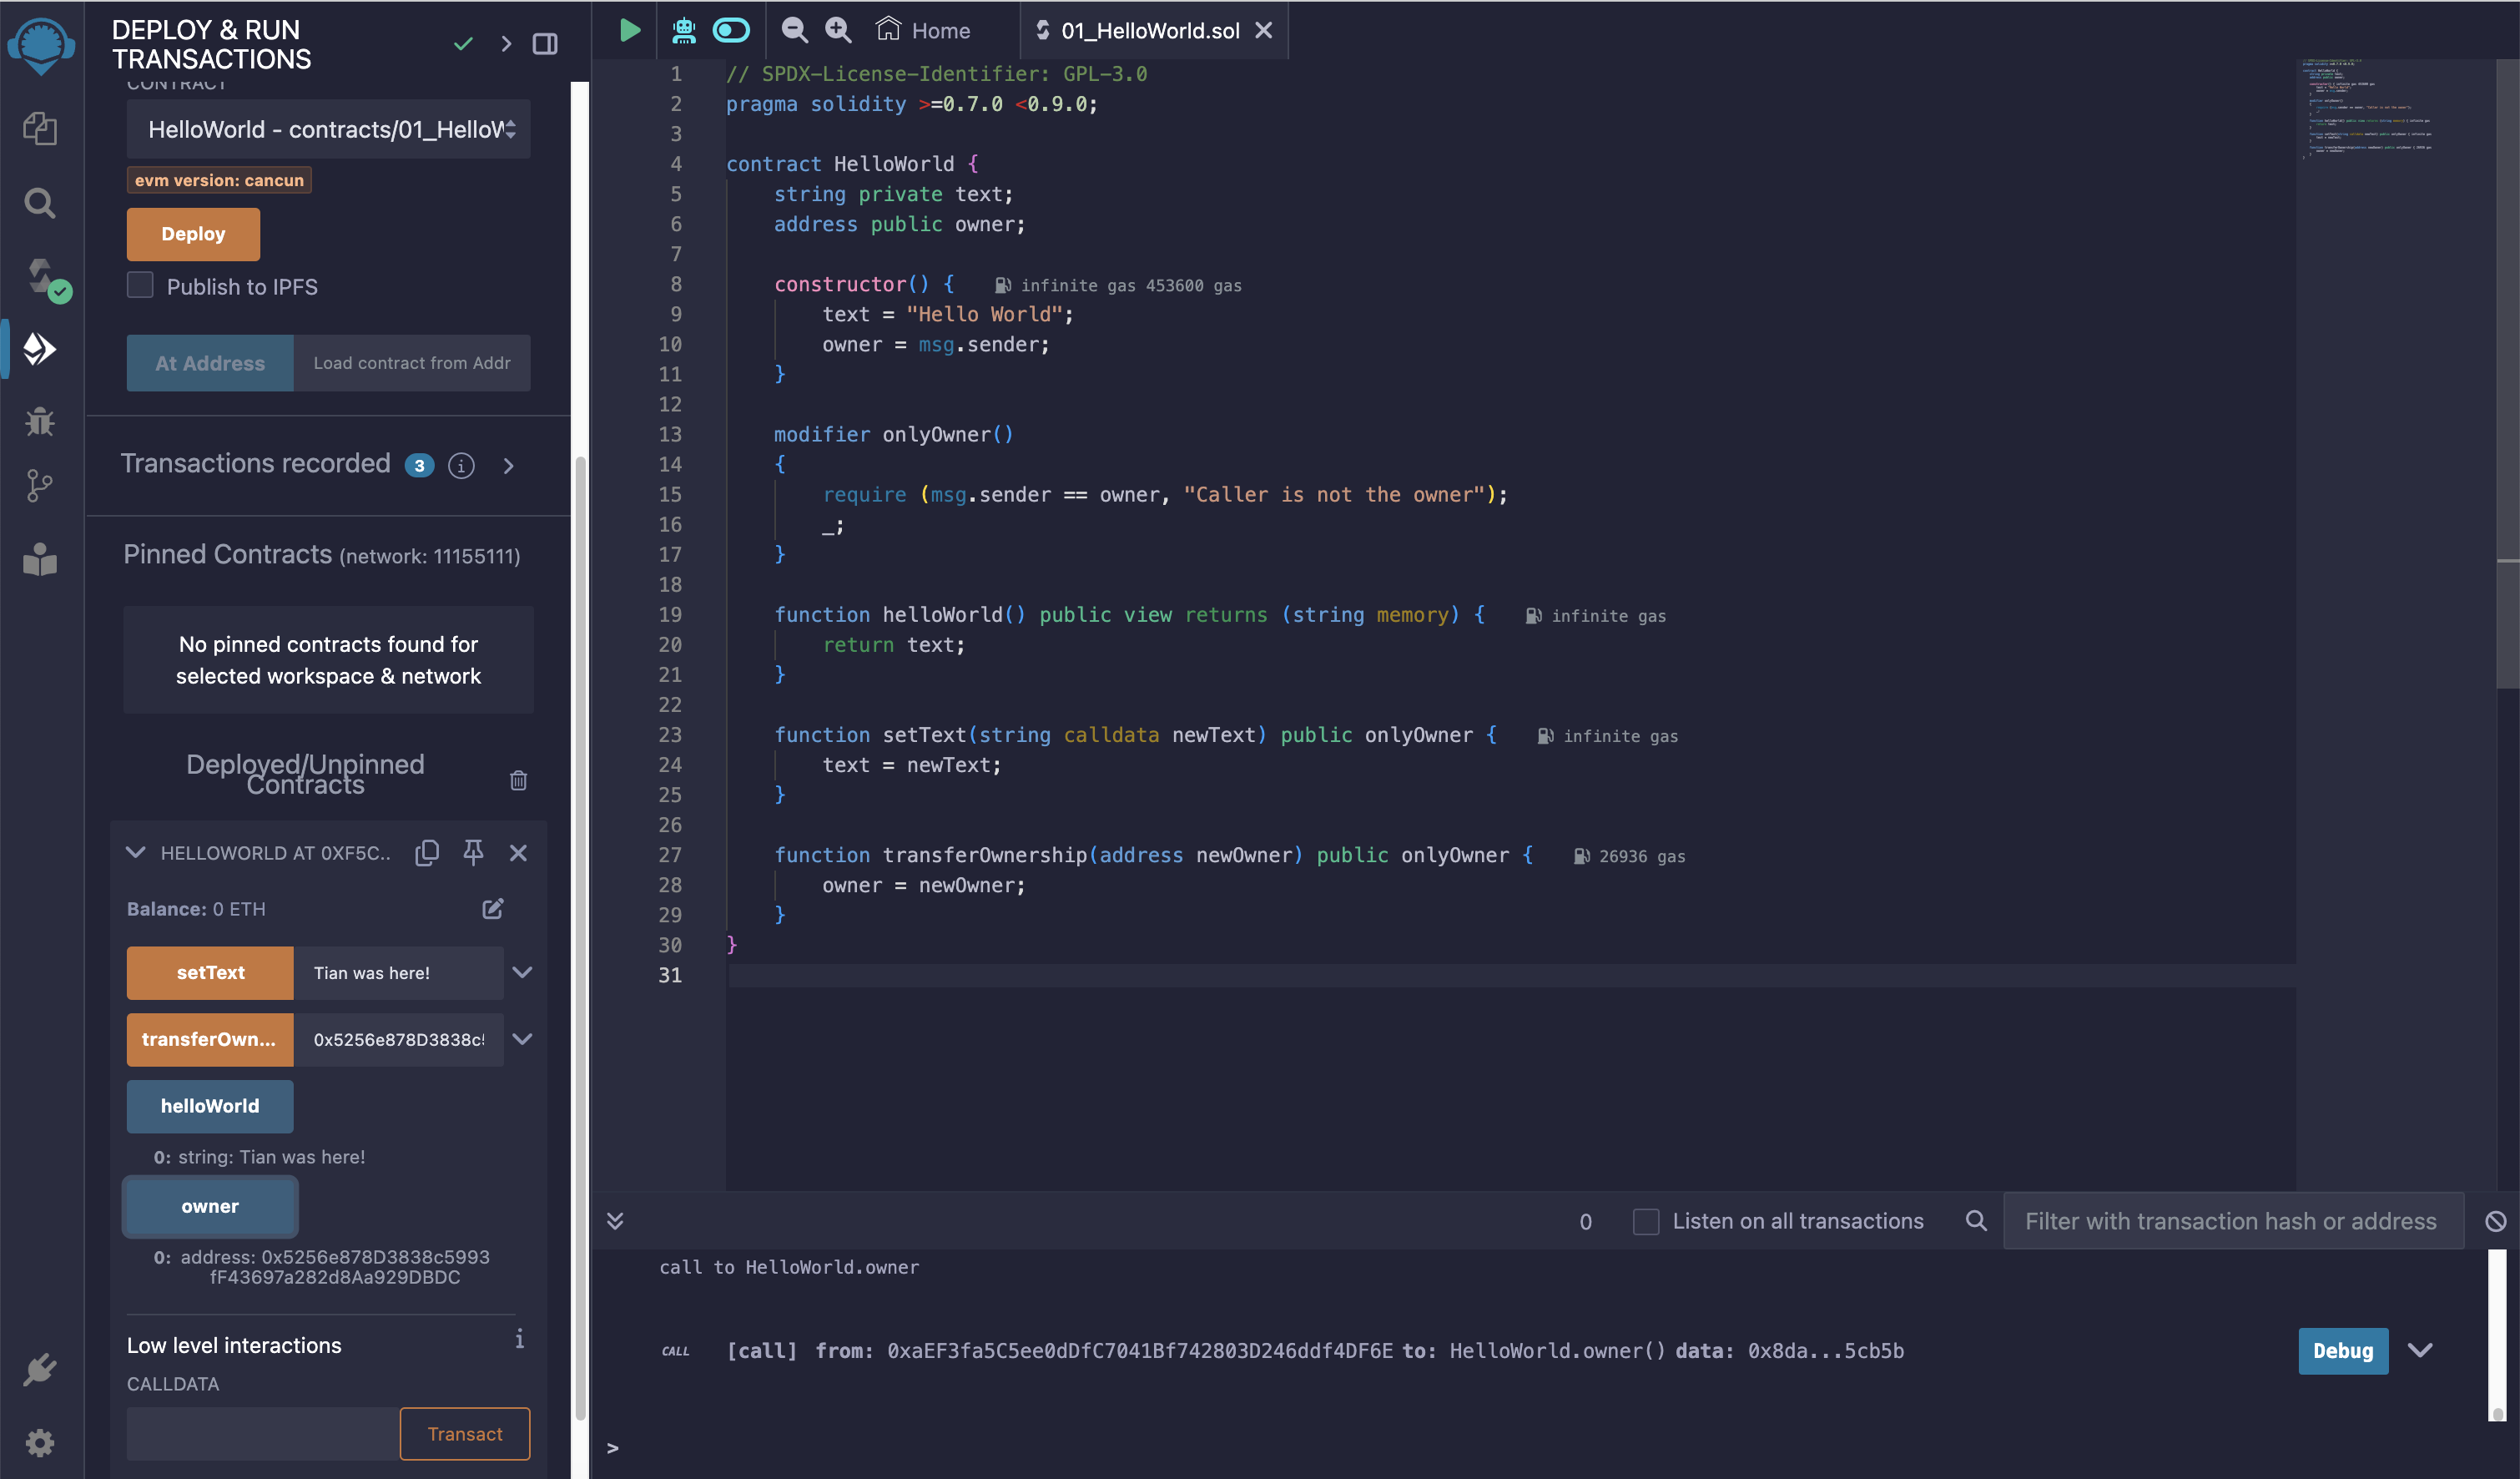 DEPLOY & RUN
TRANSACTIONS
CONTRACT
HelloWorld - contracts/01_HelloW
evm version: cancun
Deploy
Publish to IPFS
At Address
Load contract from Addr
Transactions recorded 3
Pinned Contracts (network: 11155111)
No pinned contracts found for
selected workspace & network
Deployed/Unpinned
Contracts
HELLOWORLD AT 0XF5C...
Balance: 0 ETH
setText
Tian was here!
transferOwn...
0x5256e878D3838c
helloWorld
0: string: Tian was here!
owner
0: address: 0x5256e878D3838c5993
fF43697a282d8Aa929DBDC
Low level interactions
i
CALLDATA
Transact
Home
01_HelloWorld.sol
1 // SPDX-License-Identifier: GPL-3.0
2 pragma solidity >=0.7.0 <0.9.0;
3
4 contract HelloWorld {
5 string private text;
6 address public owner;
7
8 constructor() { infinite gas 453600 gas
9 text = "Hello World";
10 owner = msg.sender;
11 }
12
13 modifier onlyOwner()
14 {
15 require (msg.sender == owner, "Caller is not the owner");
16 _;
17 }
18
19 function helloWorld() public view returns (string memory) { infinite gas
20 return text;
21 }
22
23 function setText(string calldata newText) public onlyOwner { infinite gas
24 text = newText;
25 }
26
27 function transferOwnership(address newOwner) public onlyOwner { 26936 gas
28 owner = newOwner;
29 }
30 }
31
0
Listen on all transactions
Filter with transaction hash or address
call to HelloWorld.owner
CALL [call] from: 0xaEF3fa5C5ee0dDfC7041Bf742803D246ddf4DF6E to: HelloWorld.owner() data: 0x8da...5cb5b
Debug
>